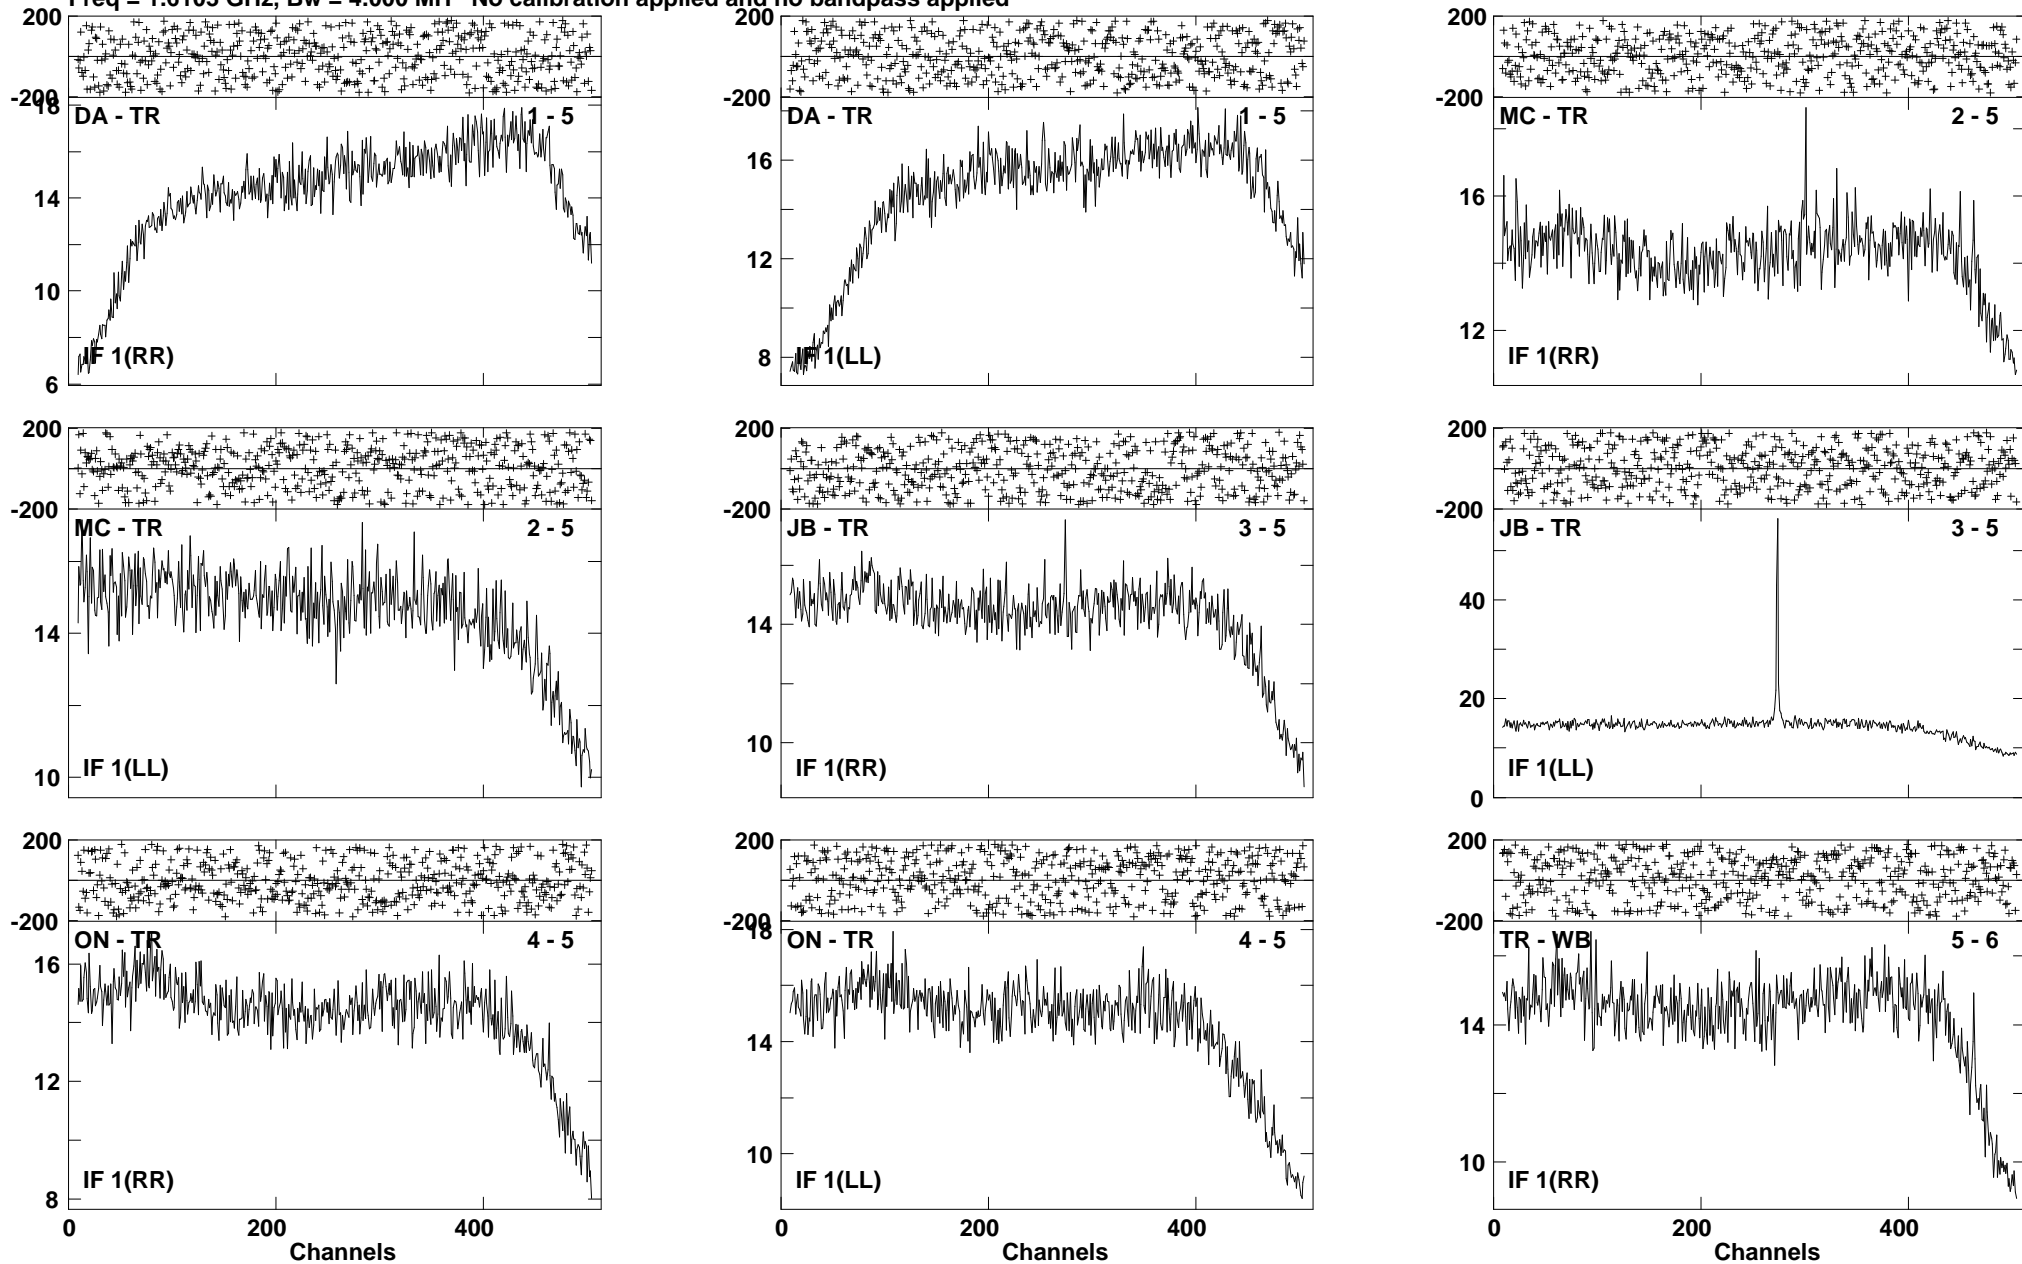 No calibration applied and no bandpass applied
200
-200
18
14
10
6
DA - TR
1 - 5
IF 1(RR)
-200
16
12
8
DA - TR
1 - 5
IF 1(LL)
200
-200
16
12
MC - TR
2 - 5
IF 1(RR)
200
-200
14
10
MC - TR
2 - 5
IF 1(LL)
200
-200
14
10
JB - TR
3 - 5
IF 1(RR)
200
-200
40
20
0
JB - TR
3 - 5
IF 1(LL)
200
-200
16
12
8
ON - TR
4 - 5
IF 1(RR)
0 200 400
Channels
200
-200
18
14
10
ON - TR
4 - 5
IF 1(LL)
0 200 400
Channels
200
-200
14
10
TR - WB
5 - 6
IF 1(RR)
0 200 400
Channels